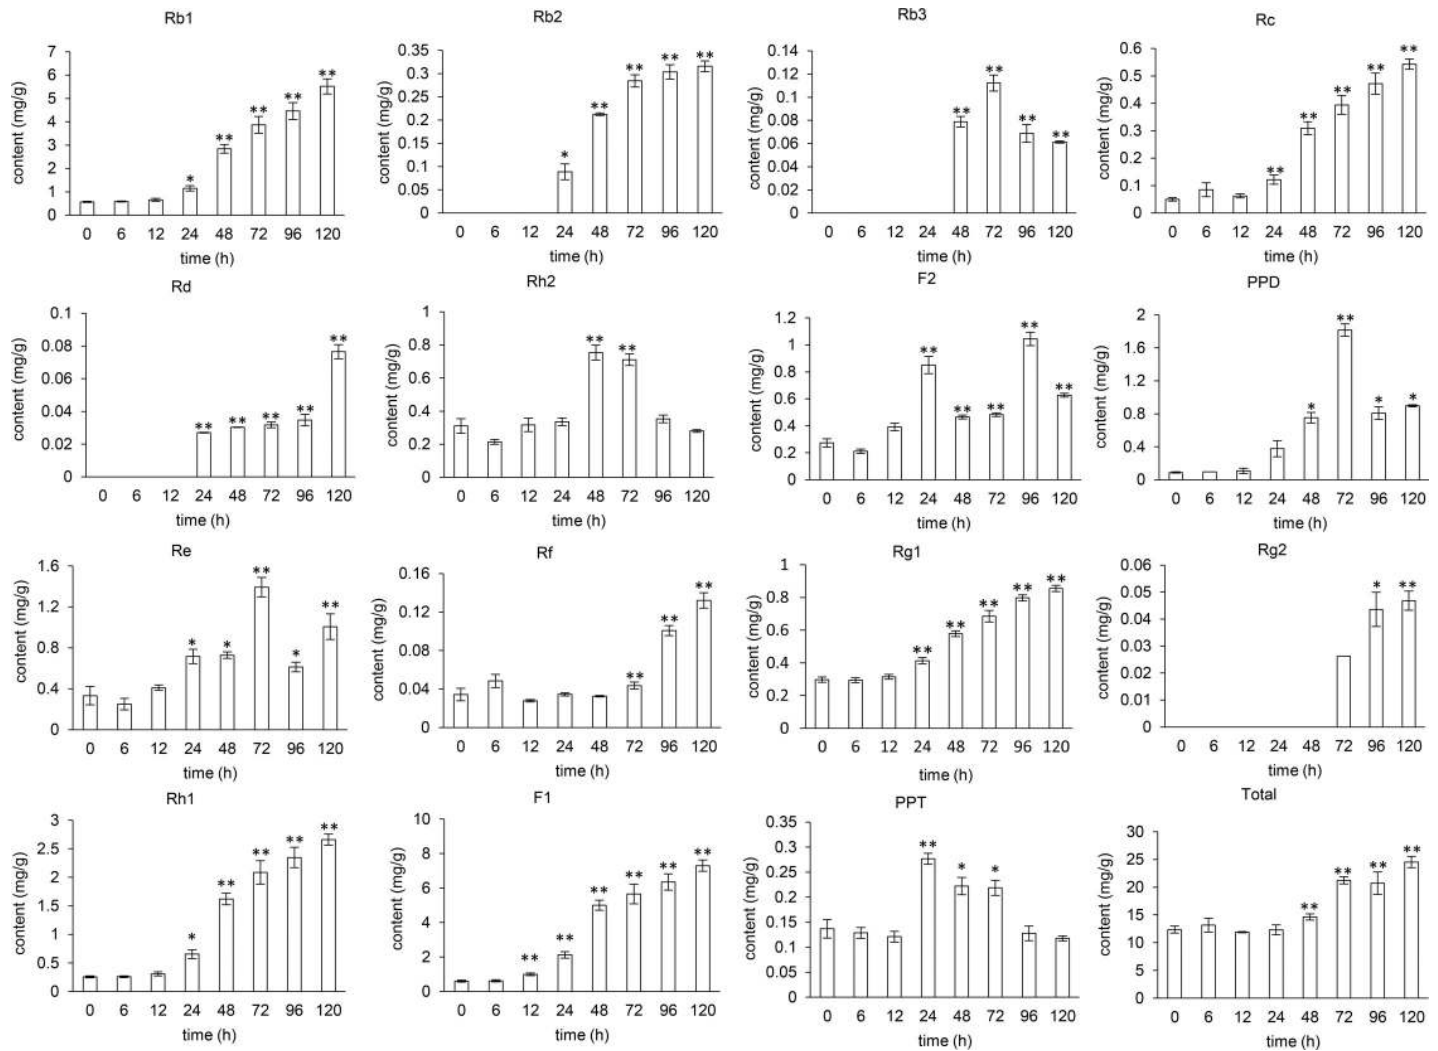 Rb1
content (mg/g)
7
6
5
4
3
2
1
0
*
**
**
**
**
0 6 12 24 48 72 96 120
time (h)
Rb2
content (mg/g)
0.35
0.3
0.25
0.2
0.15
0.1
0.05
0
*
**
**
**
**
0 6 12 24 48 72 96 120
time (h)
Rb3
content (mg/g)
0.14
0.12
0.1
0.08
0.06
0.04
0.02
0
**
**
**
**
0 6 12 24 48 72 96 120
time (h)
Rc
content (mg/g)
0.6
0.5
0.4
0.3
0.2
0.1
0
**
**
**
**
**
0 6 12 24 48 72 96 120
time (h)
Rd
content (mg/g)
0.1
0.08
0.06
0.04
0.02
0
**
**
**
**
**
0 6 12 24 48 72 96 120
time (h)
Rh2
content (mg/g)
1
0.8
0.6
0.4
0.2
0
**
**
0 6 12 24 48 72 96 120
time (h)
F2
content (mg/g)
1.2
1
0.8
0.6
0.4
0.2
0
**
**
**
**
**
0 6 12 24 48 72 96 120
time (h)
PPD
content (mg/g)
2
1.6
1.2
0.8
0.4
0
*
**
*
*
0 6 12 24 48 72 96 120
time (h)
Re
content (mg/g)
1.6
1.2
0.8
0.4
0
*
*
**
*
**
0 6 12 24 48 72 96 120
time (h)
Rf
content (mg/g)
0.16
0.12
0.08
0.04
0
**
**
**
0 6 12 24 48 72 96 120
time (h)
Rg1
content (mg/g)
1
0.8
0.6
0.4
0.2
0
**
**
**
**
**
0 6 12 24 48 72 96 120
time (h)
Rg2
content (mg/g)
0.06
0.05
0.04
0.03
0.02
0.01
0
*
**
0 6 12 24 48 72 96 120
time (h)
Rh1
content (mg/g)
3
2.5
2
1.5
1
0.5
0
*
**
**
**
**
0 6 12 24 48 72 96 120
time (h)
F1
content (mg/g)
10
8
6
4
2
0
**
**
**
**
**
**
0 6 12 24 48 72 96 120
time (h)
PPT
content (mg/g)
0.35
0.3
0.25
0.2
0.15
0.1
0.05
0
**
*
*
0 6 12 24 48 72 96 120
time (h)
Total
content (mg/g)
30
25
20
15
10
5
0
**
**
**
**
0 6 12 24 48 72 96 120
time (h)